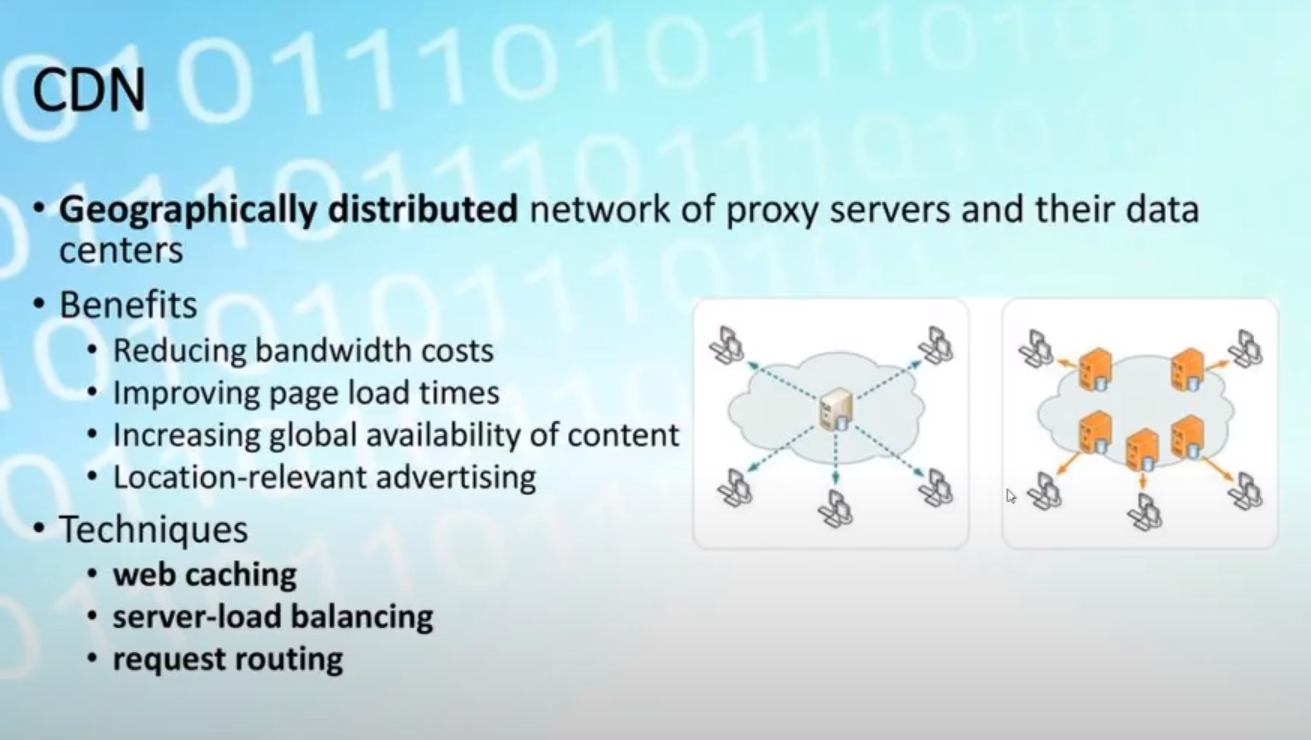 CDN
• Geographically distributed network of proxy servers and their data
centers
• Benefits
• Reducing bandwidth costs
• Improving page load times
• Increasing global availability of content
• Location-relevant advertising
• Techniques
• web caching
• server-load balancing
• request routing